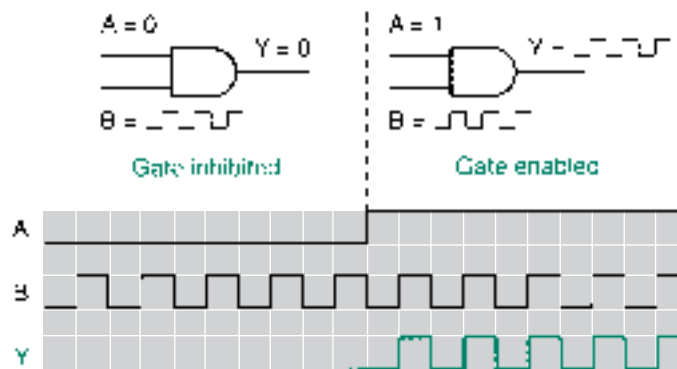 A = 0
Y = 0
B =
Gate inhibited
A = 1
Y =
B =
Gate enabled
A
B
Y